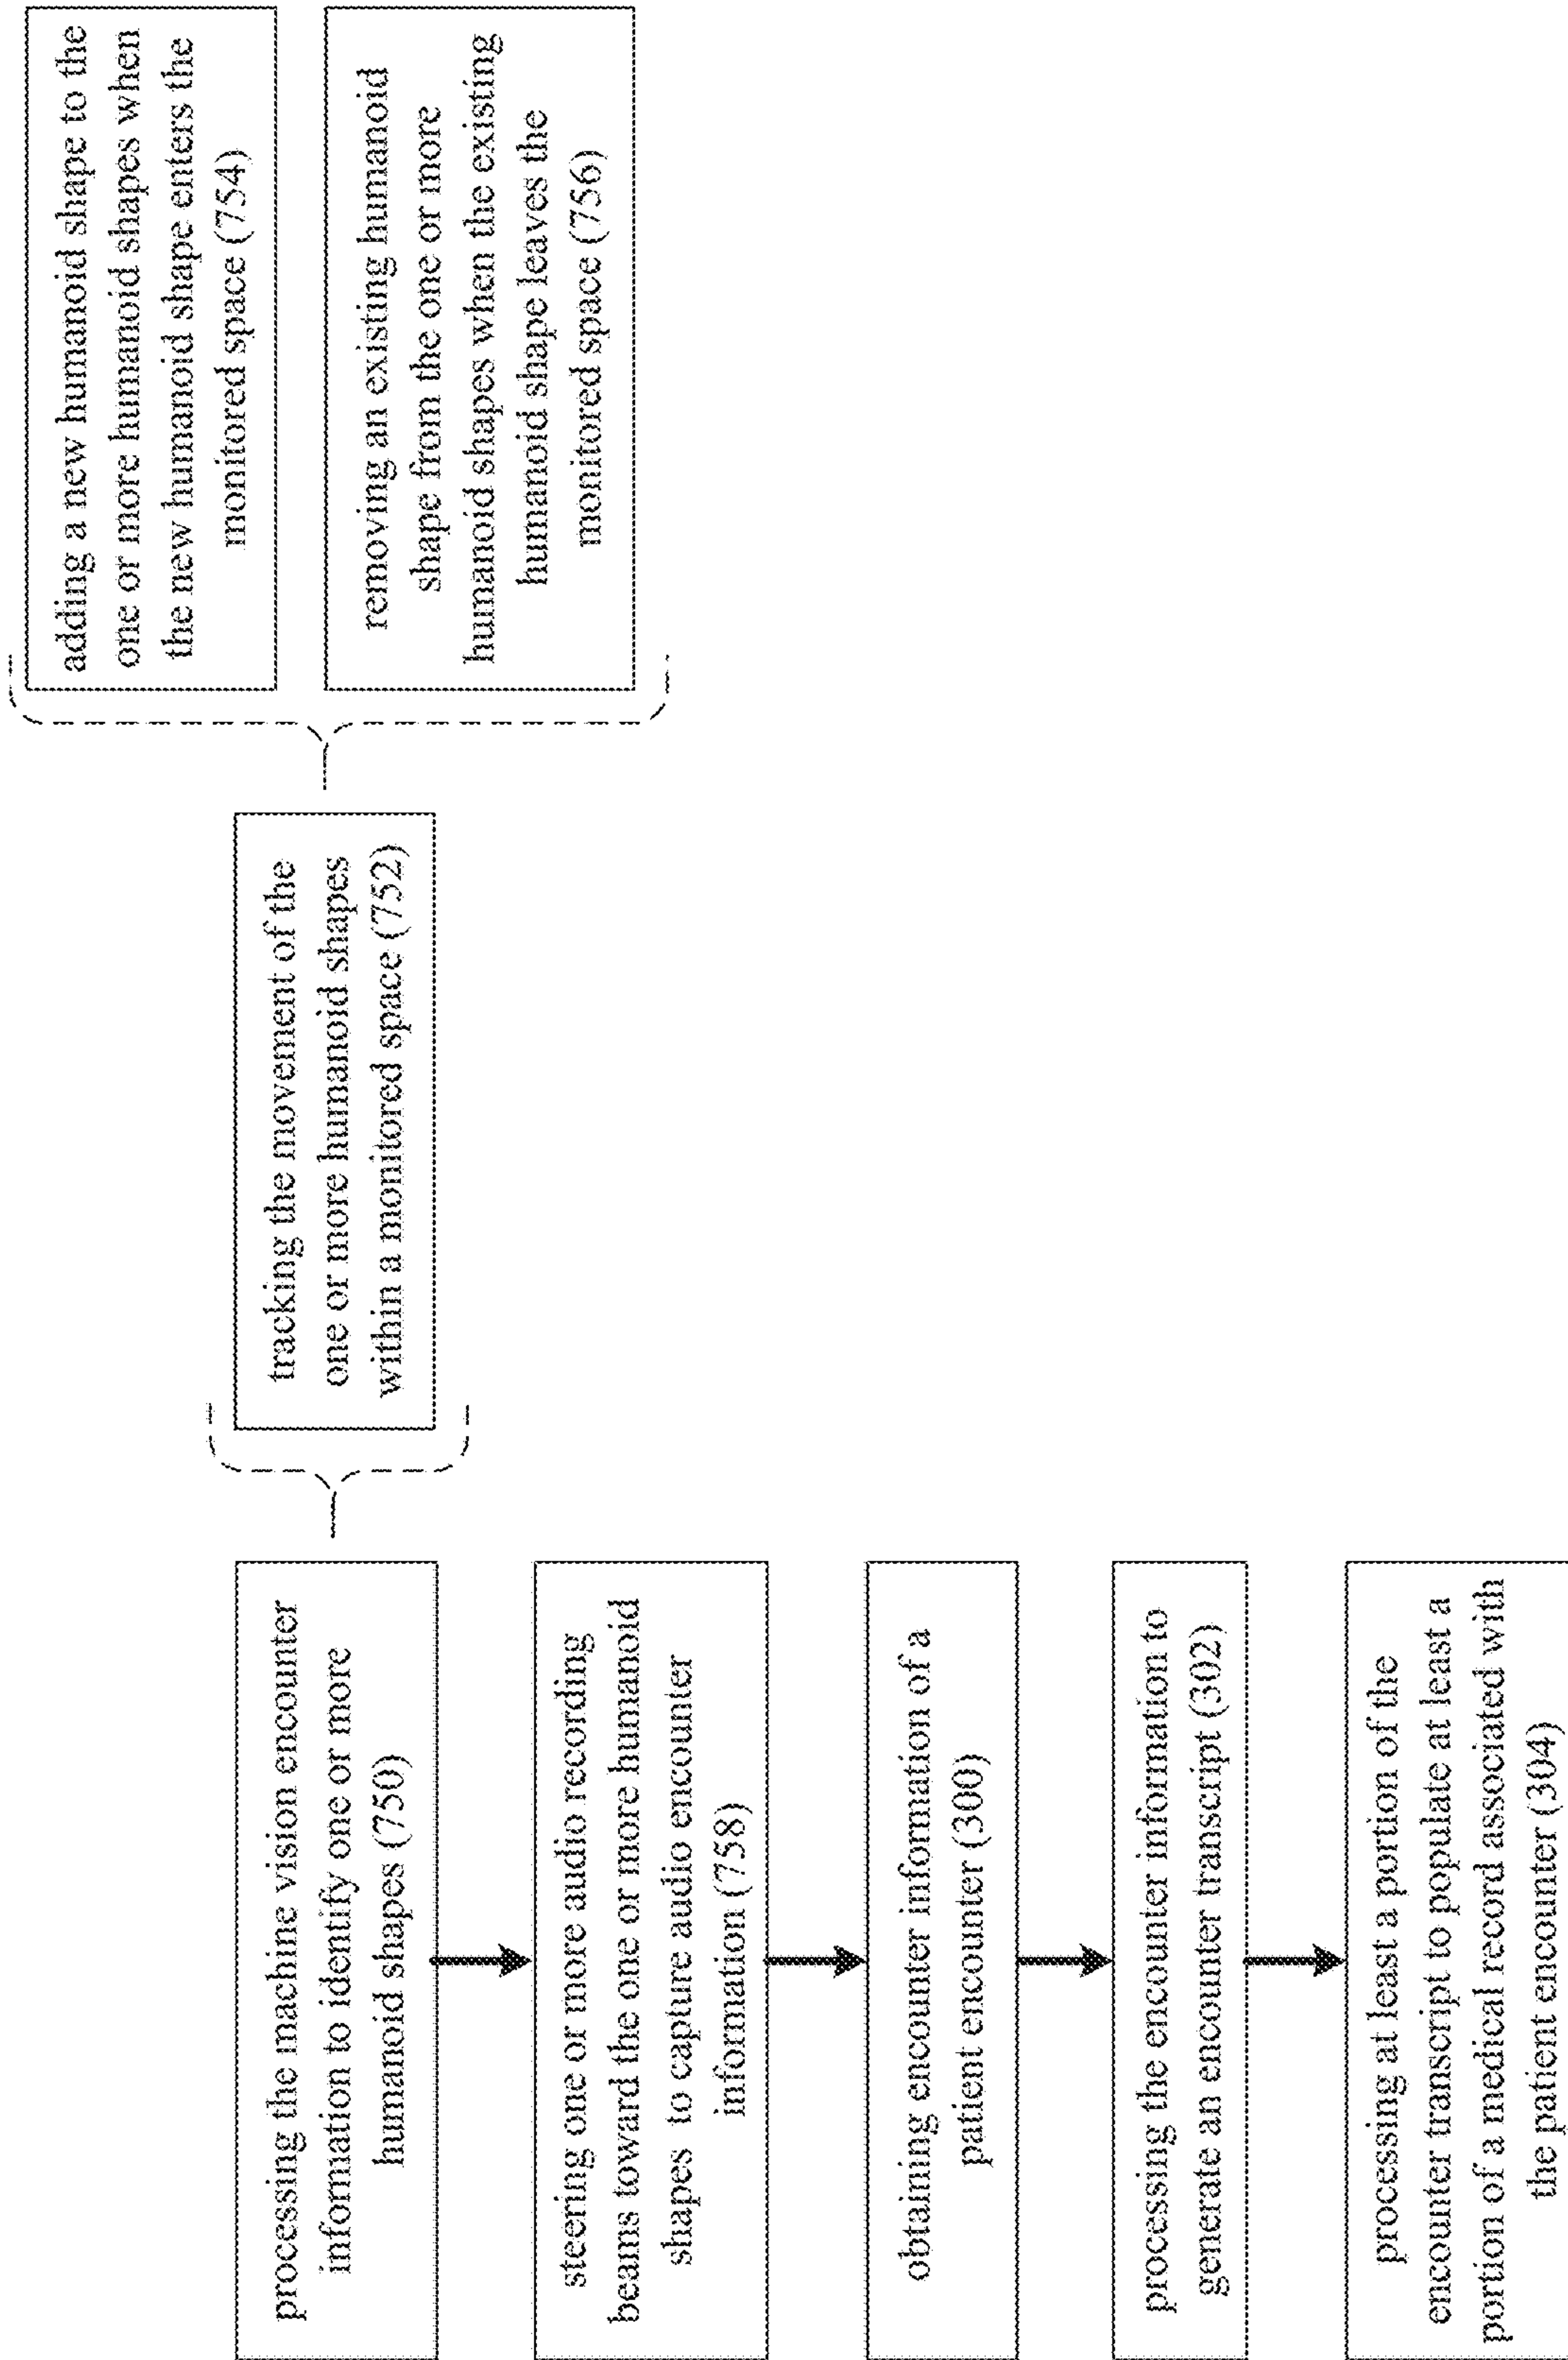 processing the machine vision encounter
information to identify one or more
humanoid shapes (750)
tracking the movement of the
one or more humanoid shapes
within a monitored space (752)
adding a new humanoid shape to the
one or more humanoid shapes when
the new humanoid shape enters the
monitored space (754)
removing an existing humanoid
shape from the one or more
humanoid shapes when the existing
humanoid shape leaves the
monitored space (756)
steering one or more audio recording
beams toward the one or more humanoid
shapes to capture audio encounter
information (758)
obtaining encounter information of a
patient encounter (300)
processing the encounter information to
generate an encounter transcript (302)
processing at least a portion of the
encounter transcript to populate at least a
portion of a medical record associated with
the patient encounter (304)